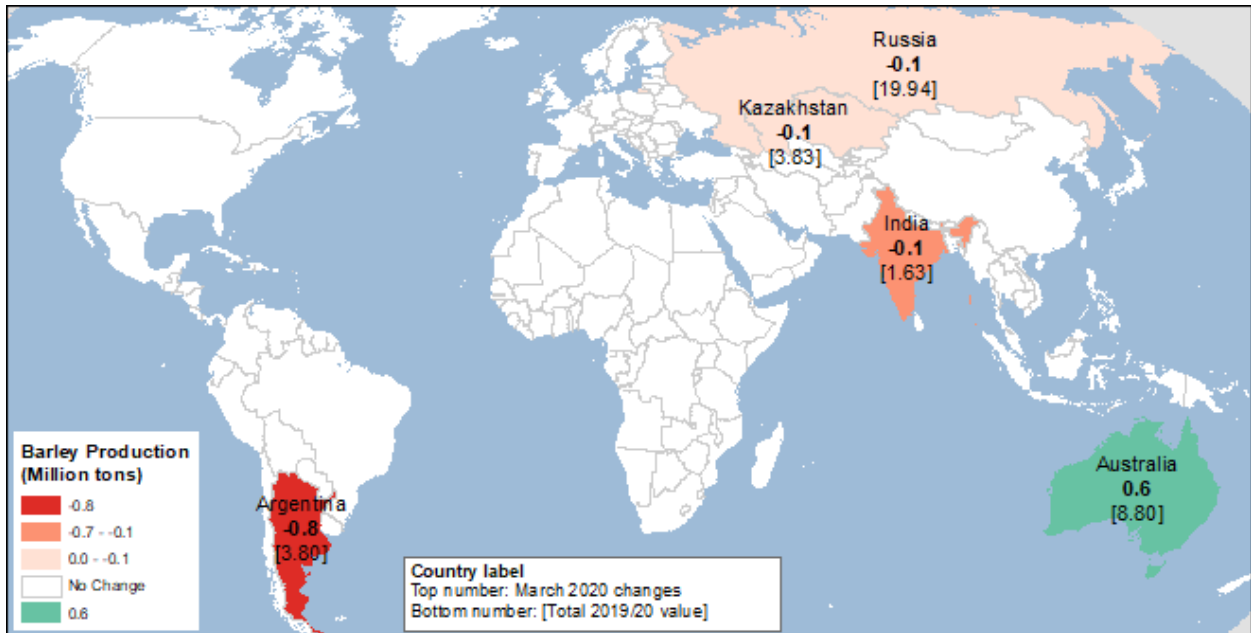 Russia
-0.1
[19.94]
Kazakhstan
-0.1
[3.83]
India
-0.1
[1.63]
Australia
0.6
[8.80]
Argentina
-0.8
[3.80]
Barley Production
(Million tons)
-0.8
-0.7 - -0.1
0.0 - -0.1
No Change
0.6
Country label
Top number: March 2020 changes
Bottom number: [Total 2019/20 value]